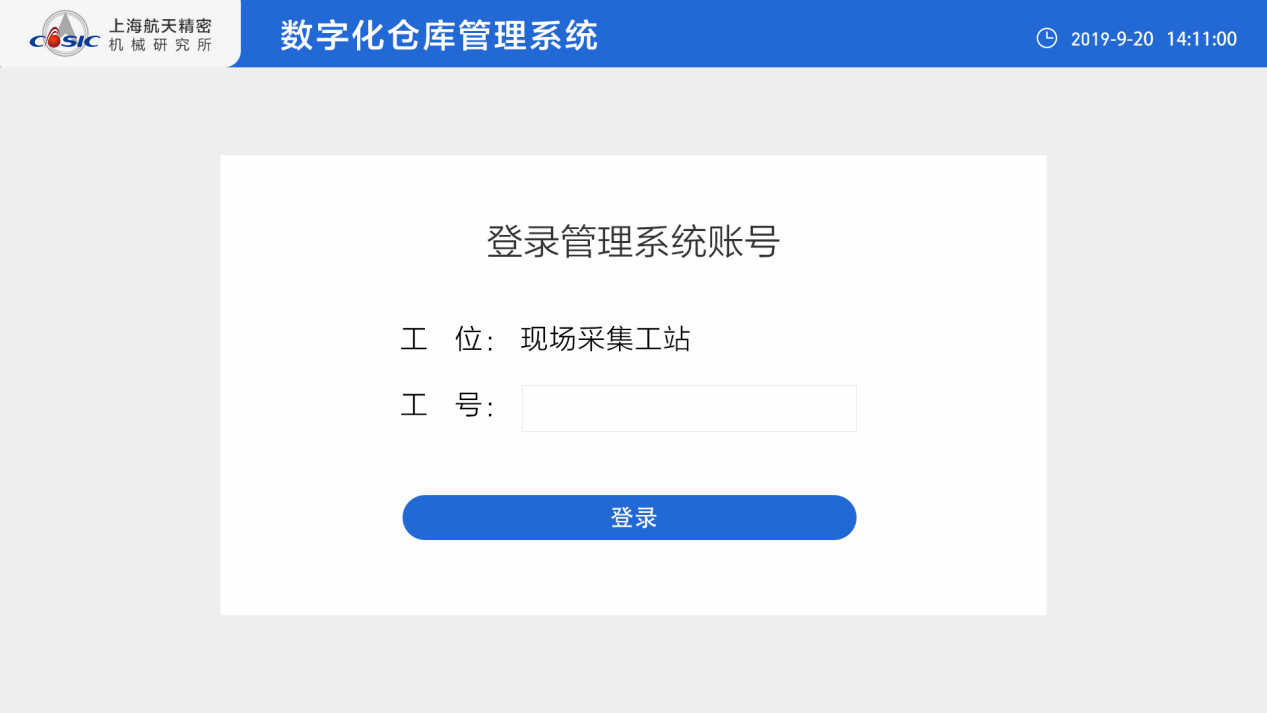 CASIC
上海航天精密
机械研究所
数字化仓库管理系统
2019-9-20 14:11:00
登录管理系统账号
工 位： 现场采集工站
工 号：
登录